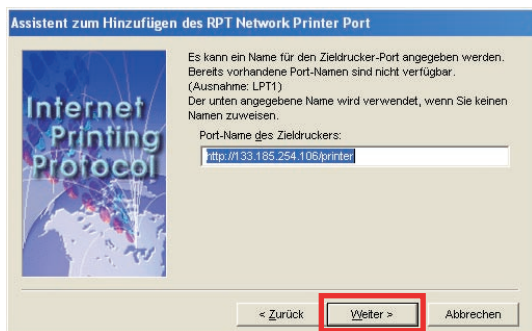 Assistent zum Hinzufügen des RPT Network Printer Port
Internet
Printing
Protocol
Es kann ein Name für den Zieldrucker-Port angegeben werden.
Bereits vorhandene Port-Namen sind nicht verfügbar.
(Ausnahme: LPT1)
Der unten angegebene Name wird verwendet, wenn Sie keinen
Namen zuweisen.
Port-Name des Zieldruckers:
http://133.185.254.106/printer
< Zurück
Weiter >
Abbrechen